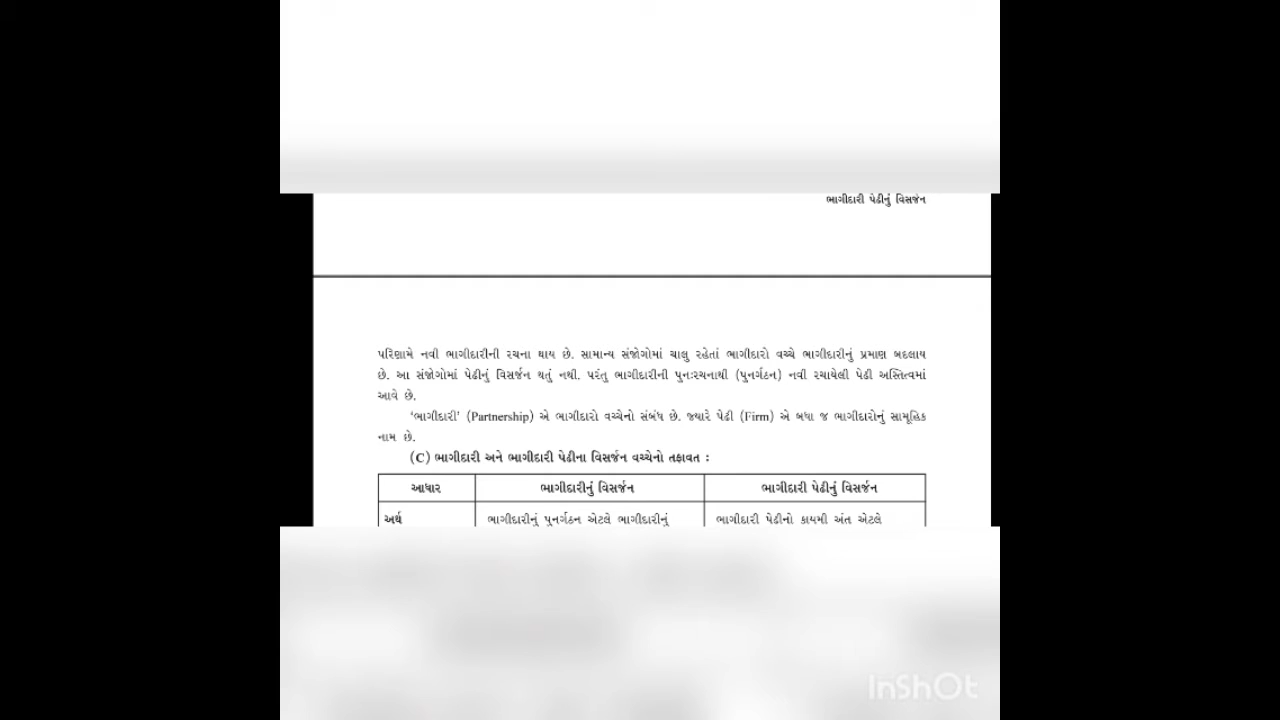 ભાગીદારી પેઢીનું વિસર્જન
પરિણામે નવી ભાગીદારીની રચના થાય છે. સામાન્ય સંજોગોમાં ચાલુ રહેતાં ભાગીદારો વચ્ચે ભાગીદારીનું પ્રમાણ બદલાય
છે. આ સંજોગોમાં પેઢીનું વિસર્જન થતું નથી. પરંતુ ભાગીદારીની પુનઃરચનાથી (પુનર્ગઠન) નવી રચાયેલી પેઢી અસ્તિત્વમાં
આવે છે.
‘ભાગીદારી’ (Partnership) એ ભાગીદારો વચ્ચેનો સંબંધ છે. જ્યારે પેઢી (Firm) એ બધા જ ભાગીદારોનું સામૂહિક
નામ છે.
(C) ભાગીદારી અને ભાગીદારી પેઢીના વિસર્જન વચ્ચેનો તફાવત :
આધાર ભાગીદારીનું વિસર્જન ભાગીદારી પેઢીનું વિસર્જન
અર્થ ભાગીદારીનું પુનર્ગઠન એટલે ભાગીદારીનું ભાગીદારી પેઢીનો કાયમી અંત એટલે
InShOt